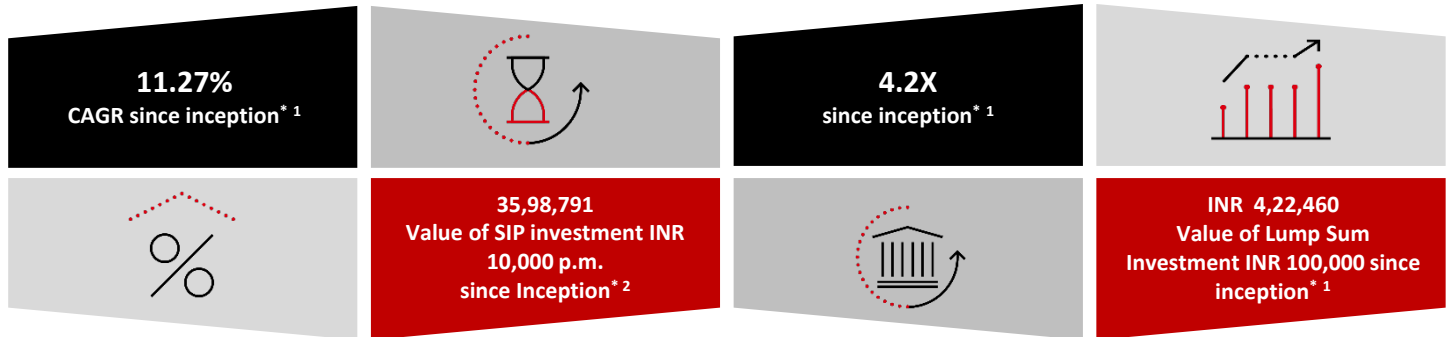 11.27%
CAGR since inception* 1
4.2X
since inception* 1
35,98,791
Value of SIP investment INR
10,000 p.m.
since Inception* 2
INR 4,22,460
Value of Lump Sum
Investment INR 100,000 since
inception* 1